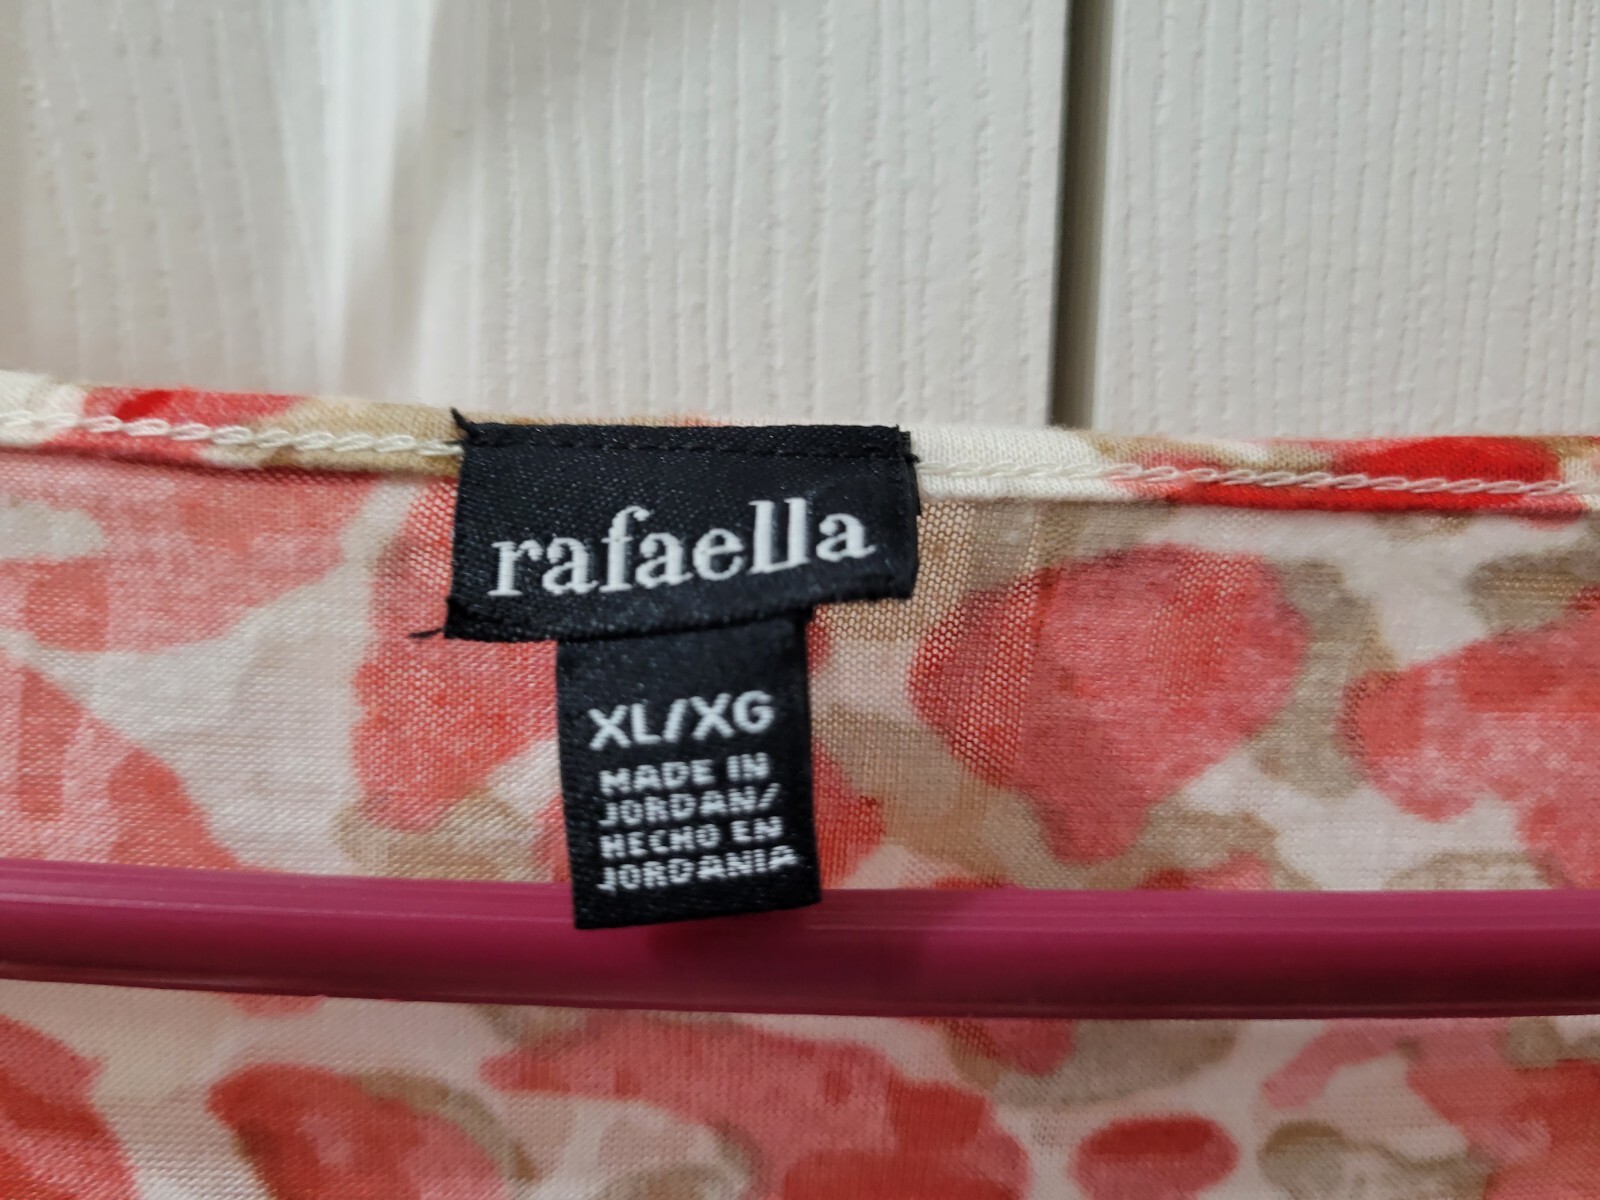 rafaella
XL/XG
MADE IN
JORDAN/
HECHO EN
JORDANIA